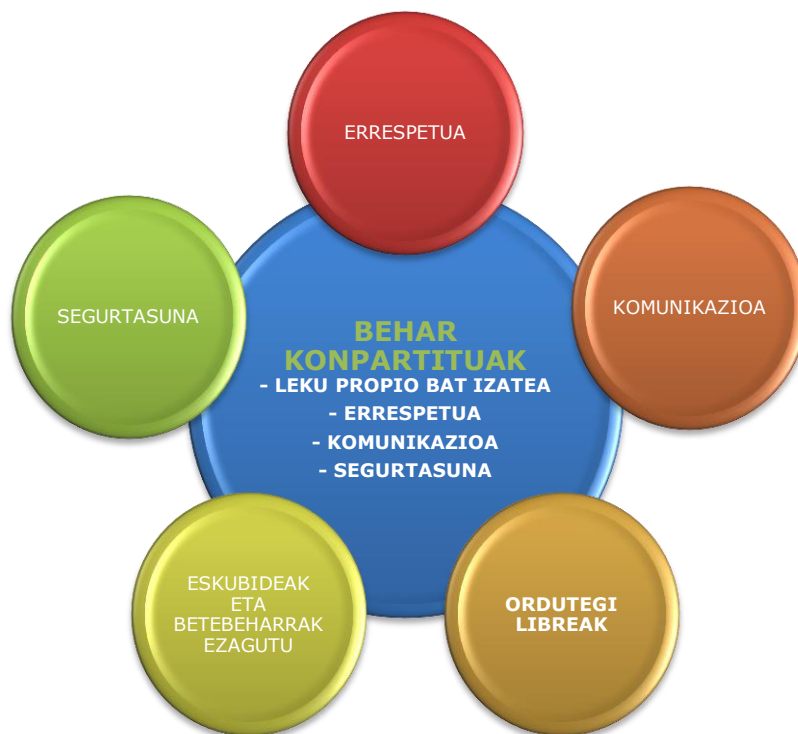 ERRESPETUA
KOMUNIKAZIOA
SEGURTASUNA
BEHAR
KONPARTITUAK
- LEKU PROPIO BAT IZATEA
- ERRESPETUA
- KOMUNIKAZIOA
- SEGURTASUNA
ESKUBIDEAK
ETA
BETEBEHARRAK
EZAGUTU
ORDUTEGI
LIBREAK